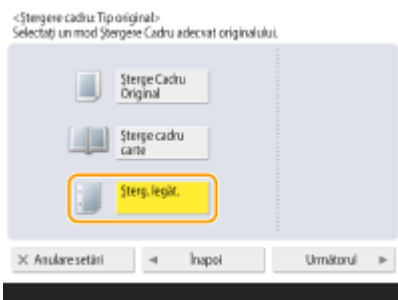 <Ştergere cadru: Tip original>
Selectaţi un mod Ştergere Cadru adecvat originalului.
Şterge Cadru
Original
Şterge cadru
carte
Şterg. legăt.
Anulare setări
Înapoi
Următorul